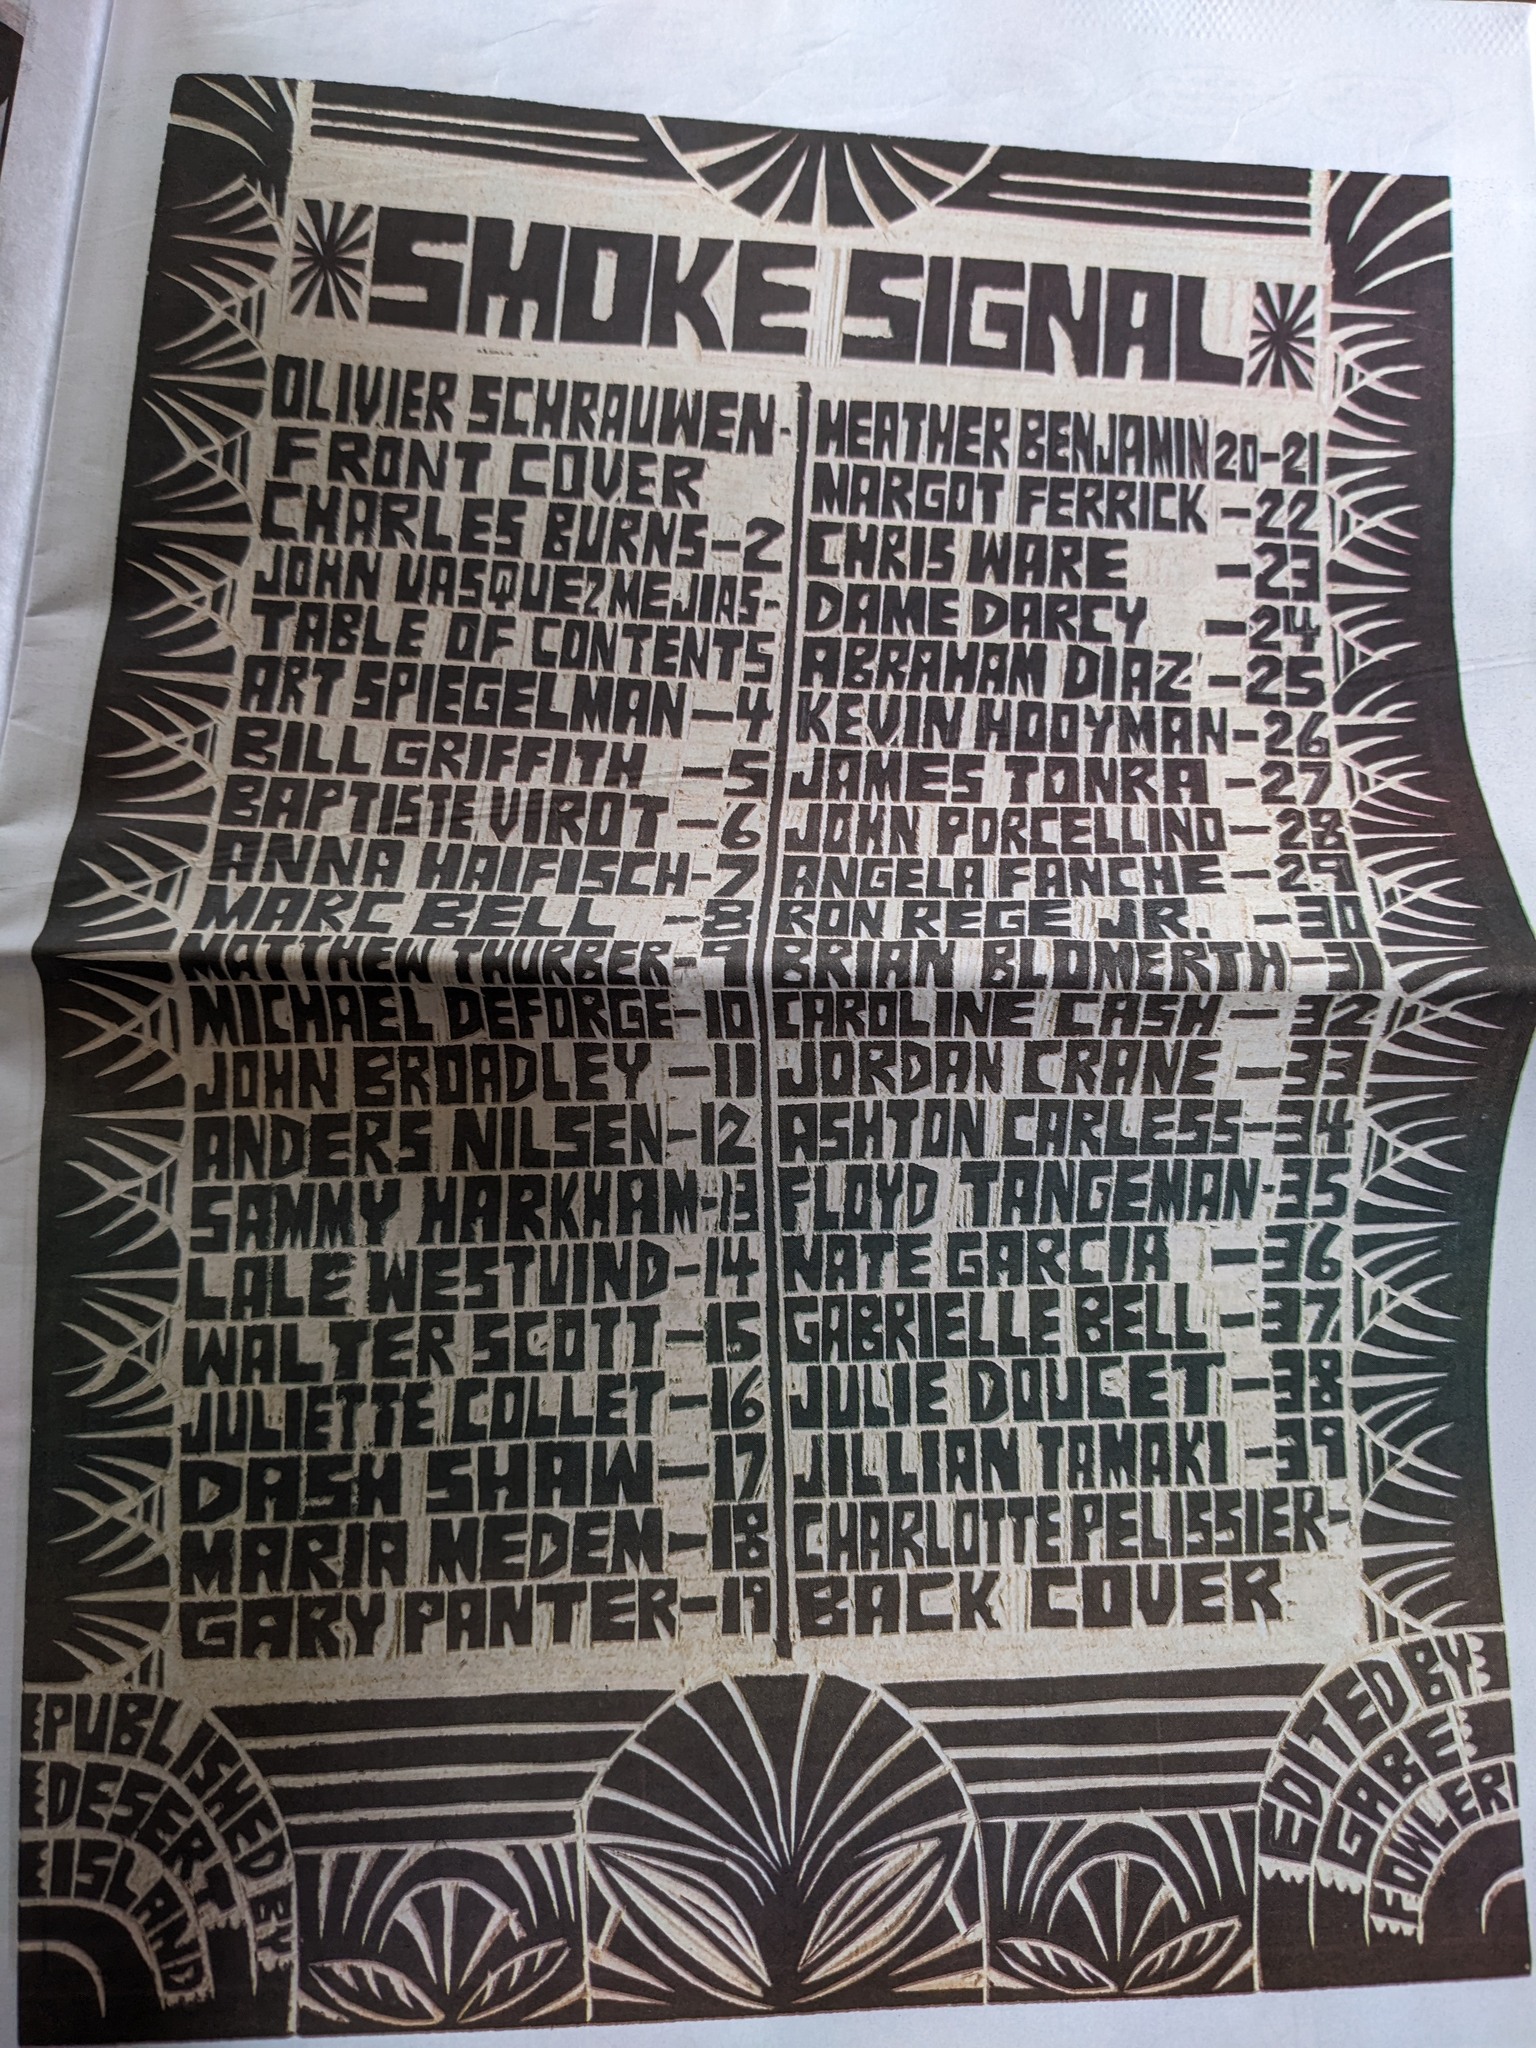 SMOKE SIGNAL
OLIVIER SCHRAUWEN-
FRONT COVER
CHARLES BURNS-2
JOHN VASQUEZ MEJIAS-
TABLE OF CONTENTS
ART SPIEGELMAN-4
BILL GRIFFITH -5
BAPTISTE VIROT-6
ANNA HAIFISCH-7
MARC BELL -8
MATTHEW THURBER-9
MICHAEL DEFORGE-10
JOHN BROADLEY -11
ANDERS NILSEN-12
SAMMY HARKHAM-13
LALE WESTVIND-14
WALTER SCOTT -15
JULIETTE COLLET-16
DASH SHAW-17
MARIA MEDEM-18
GARY PANTER-19
HEATHER BENJAMIN 20-21
MARGOT FERRICK -22
CHRIS WARE -23
DAME DARCY -24
ABRAHAM DIAZ -25
KEVIN HOOYMAN-26
JAMES TONRA -27
JOHN PORCELLINO-28
ANGELA FANCHE -29
RON REGE JR. -30
BRIAN BLOMERTH-31
CAROLINE CASH -32
JORDAN CRANE -33
ASHTON CARLESS-34
FLOYD TANGEMAN-35
NATE GARCIA -36
GABRIELLE BELL -37
JULIE DOUCET -38
JILLIAN TAMAKI -39
CHARLOTTE PELISSIER-
BACK COVER
PUBLISHED BY
DESERT
ISLAND
EDITED BY
GABE
FOWLER